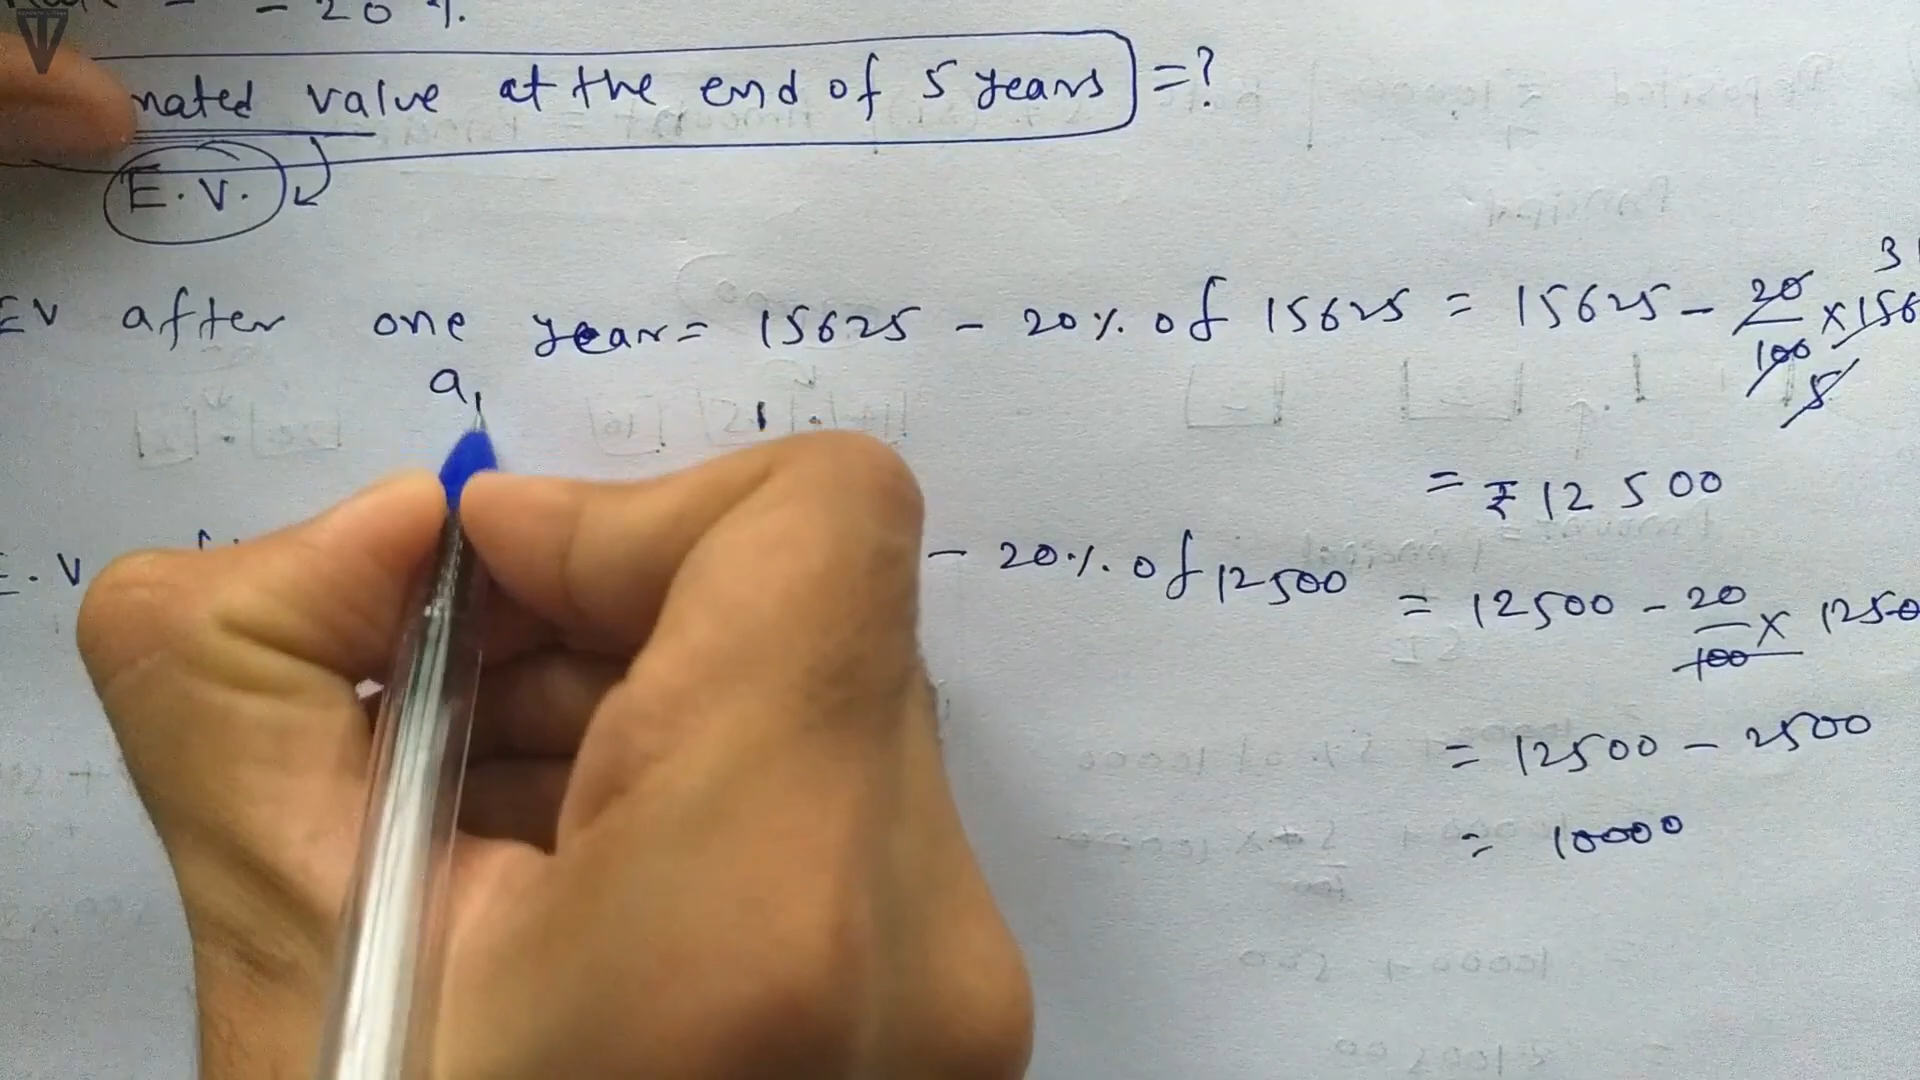 - 20 %.
nated value at the end of 5 years =?
E.V.
EV after one year = 15625 - 20%. of 15625 = 15625 - 20/100 × 156
a1
5
= ₹ 12500
E.V - 20%. of 12500 = 12500 - 20/100 × 1250
= 12500 - 2500
= 10000